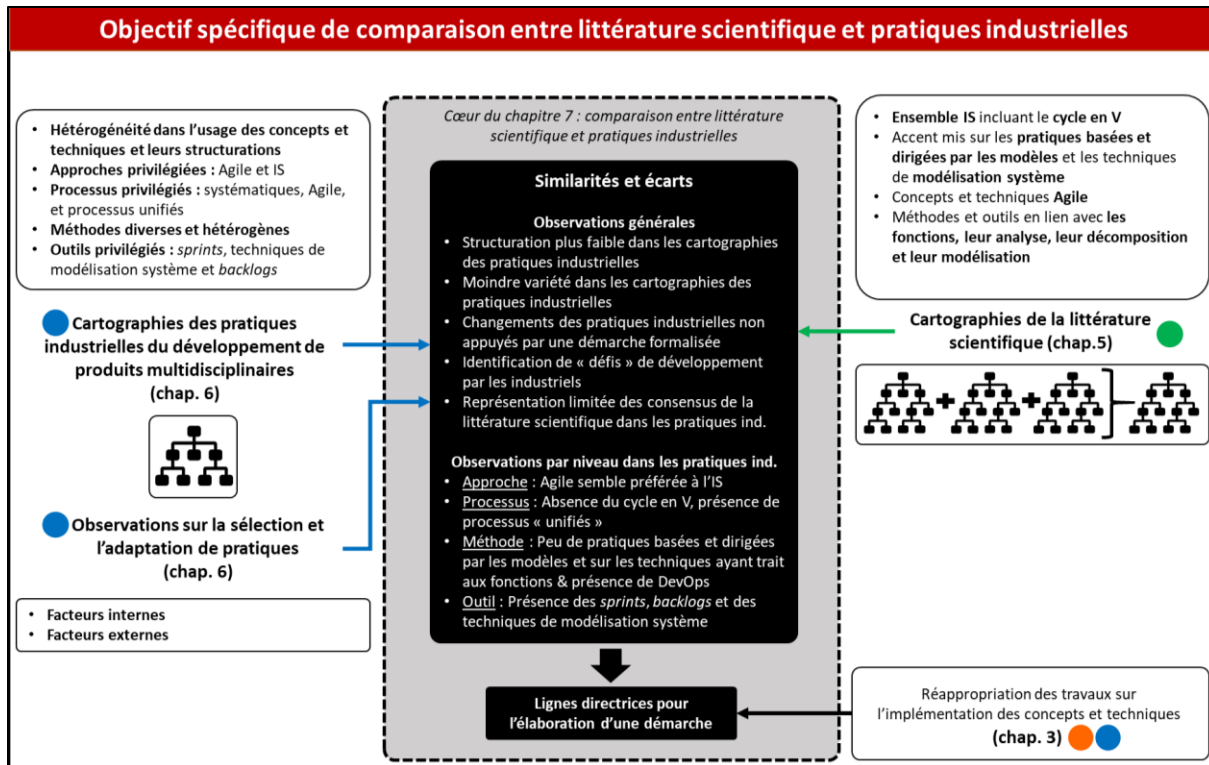 Objectif spécifique de comparaison entre littérature scientifique et pratiques industrielles
• Hétérogénéité dans l'usage des concepts et
techniques et leurs structurations
• Approches privilégiées : Agile et IS
• Processus privilégiés : systématiques, Agile,
et processus unifiés
• Méthodes diverses et hétérogènes
• Outils privilégiés : sprints, techniques de
modélisation système et backlogs
Cartographies des pratiques
industrielles du développement de
produits multidisciplinaires
(chap. 6)
Observations sur la sélection et
l'adaptation de pratiques
(chap. 6)
• Facteurs internes
• Facteurs externes
Cœur du chapitre 7 : comparaison entre littérature
scientifique et pratiques industrielles
Similarités et écarts
Observations générales
• Structuration plus faible dans les cartographies
des pratiques industrielles
• Moindre variété dans les cartographies des
pratiques industrielles
• Changements des pratiques industrielles non
appuyés par une démarche formalisée
• Identification de « défis » de développement
par les industriels
• Représentation limitée des consensus de la
littérature scientifique dans les pratiques ind.
Observations par niveau dans les pratiques ind.
• Approche : Agile semble préférée à l'IS
• Processus : Absence du cycle en V, présence de
processus « unifiés »
• Méthode : Peu de pratiques basées et dirigées
par les modèles et sur les techniques ayant trait
aux fonctions & présence de DevOps
• Outil : Présence des sprints, backlogs et des
techniques de modélisation système
Lignes directrices pour
l'élaboration d'une démarche
• Ensemble IS incluant le cycle en V
• Accent mis sur les pratiques basées et
dirigées par les modèles et les techniques
de modélisation système
• Concepts et techniques Agile
• Méthodes et outils en lien avec les
fonctions, leur analyse, leur décomposition
et leur modélisation
Cartographies de la littérature
scientifique (chap.5)
Réappropriation des travaux sur
l'implémentation des concepts et techniques
(chap. 3)